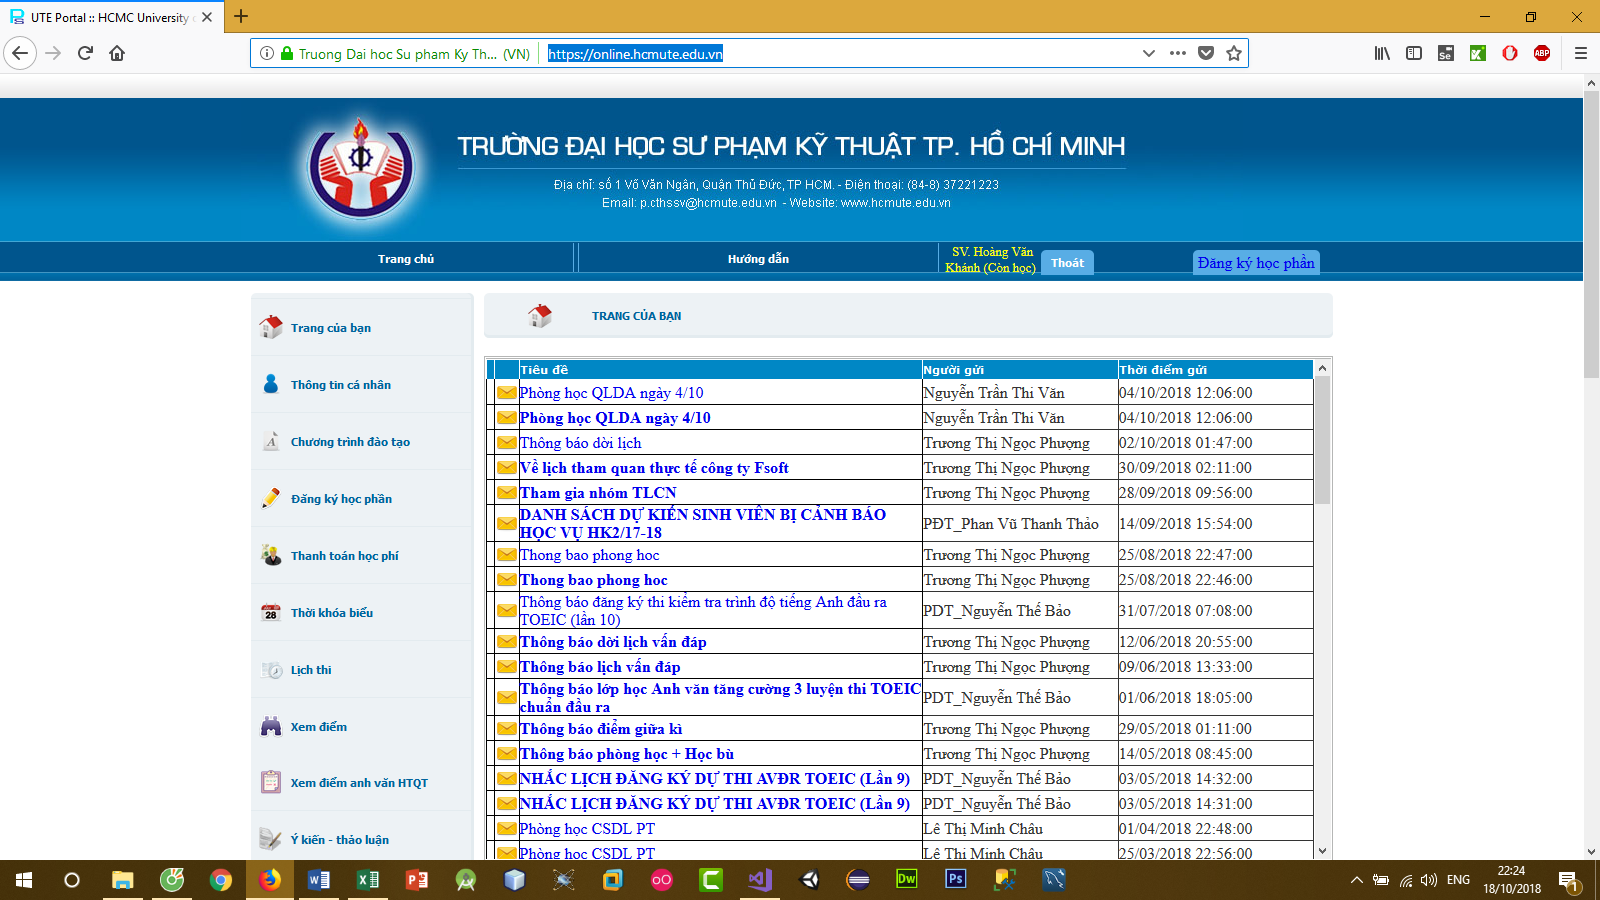 UTE Portal :: HCMC University
Truong Dai hoc Su pham Ky Th... (VN)
https://online.hcmute.edu.vn
TRƯỜNG ĐẠI HỌC SƯ PHẠM KỸ THUẬT TP. HỒ CHÍ MINH
Địa chỉ: số 1 Võ Văn Ngân, Quận Thủ Đức, TP HCM. - Điện thoại: (84-8) 37221223
Email: p.cthssv@hcmute.edu.vn - Website: www.hcmute.edu.vn
Trang chủ
Hướng dẫn
SV. Hoàng Văn
Khánh (Còn học)
Thoát
Đăng ký học phần
Trang của bạn
Thông tin cá nhân
Chương trình đào tạo
Đăng ký học phần
Thanh toán học phí
Thời khóa biểu
Lịch thi
Xem điểm
Xem điểm anh văn HTQT
Ý kiến - thảo luận
TRANG CỦA BẠN
Tiêu đề Người gửi Thời điểm gửi
Phòng học QLDA ngày 4/10 Nguyễn Trần Thi Văn 04/10/2018 12:06:00
Phòng học QLDA ngày 4/10 Nguyễn Trần Thi Văn 04/10/2018 12:06:00
Thông báo dời lịch Trương Thị Ngọc Phượng 02/10/2018 01:47:00
Về lịch tham quan thực tế công ty Fsoft Trương Thị Ngọc Phượng 30/09/2018 02:11:00
Tham gia nhóm TLCN Trương Thị Ngọc Phượng 28/09/2018 09:56:00
DANH SÁCH DỰ KIẾN SINH VIÊN BỊ CẢNH BÁO
HỌC VỤ HK2/17-18 PĐT_Phan Vũ Thanh Thảo 14/09/2018 15:54:00
Thong bao phong hoc Trương Thị Ngọc Phượng 25/08/2018 22:47:00
Thong bao phong hoc Trương Thị Ngọc Phượng 25/08/2018 22:46:00
Thông báo đăng ký thi kiểm tra trình độ tiếng Anh đầu ra
TOEIC (lần 10) PDT_Nguyễn Thế Bảo 31/07/2018 07:08:00
Thông báo dời lịch vấn đáp Trương Thị Ngọc Phượng 12/06/2018 20:55:00
Thông báo lịch vấn đáp Trương Thị Ngọc Phượng 09/06/2018 13:33:00
Thông báo lớp học Anh văn tăng cường 3 luyện thi TOEIC
chuẩn đầu ra PDT_Nguyễn Thế Bảo 01/06/2018 18:05:00
Thông báo điểm giữa kì Trương Thị Ngọc Phượng 29/05/2018 01:11:00
Thông báo phòng học + Học bù Trương Thị Ngọc Phượng 14/05/2018 08:45:00
NHẮC LỊCH ĐĂNG KÝ DỰ THI AVĐR TOEIC (Lần 9) PDT_Nguyễn Thế Bảo 03/05/2018 14:32:00
NHẮC LỊCH ĐĂNG KÝ DỰ THI AVĐR TOEIC (Lần 9) PDT_Nguyễn Thế Bảo 03/05/2018 14:31:00
Phòng học CSDL PT Lê Thị Minh Châu 01/04/2018 22:48:00
Phòng học CSDL PT Lê Thị Minh Châu 25/03/2018 22:56:00
ENG
22:24
18/10/2018
1